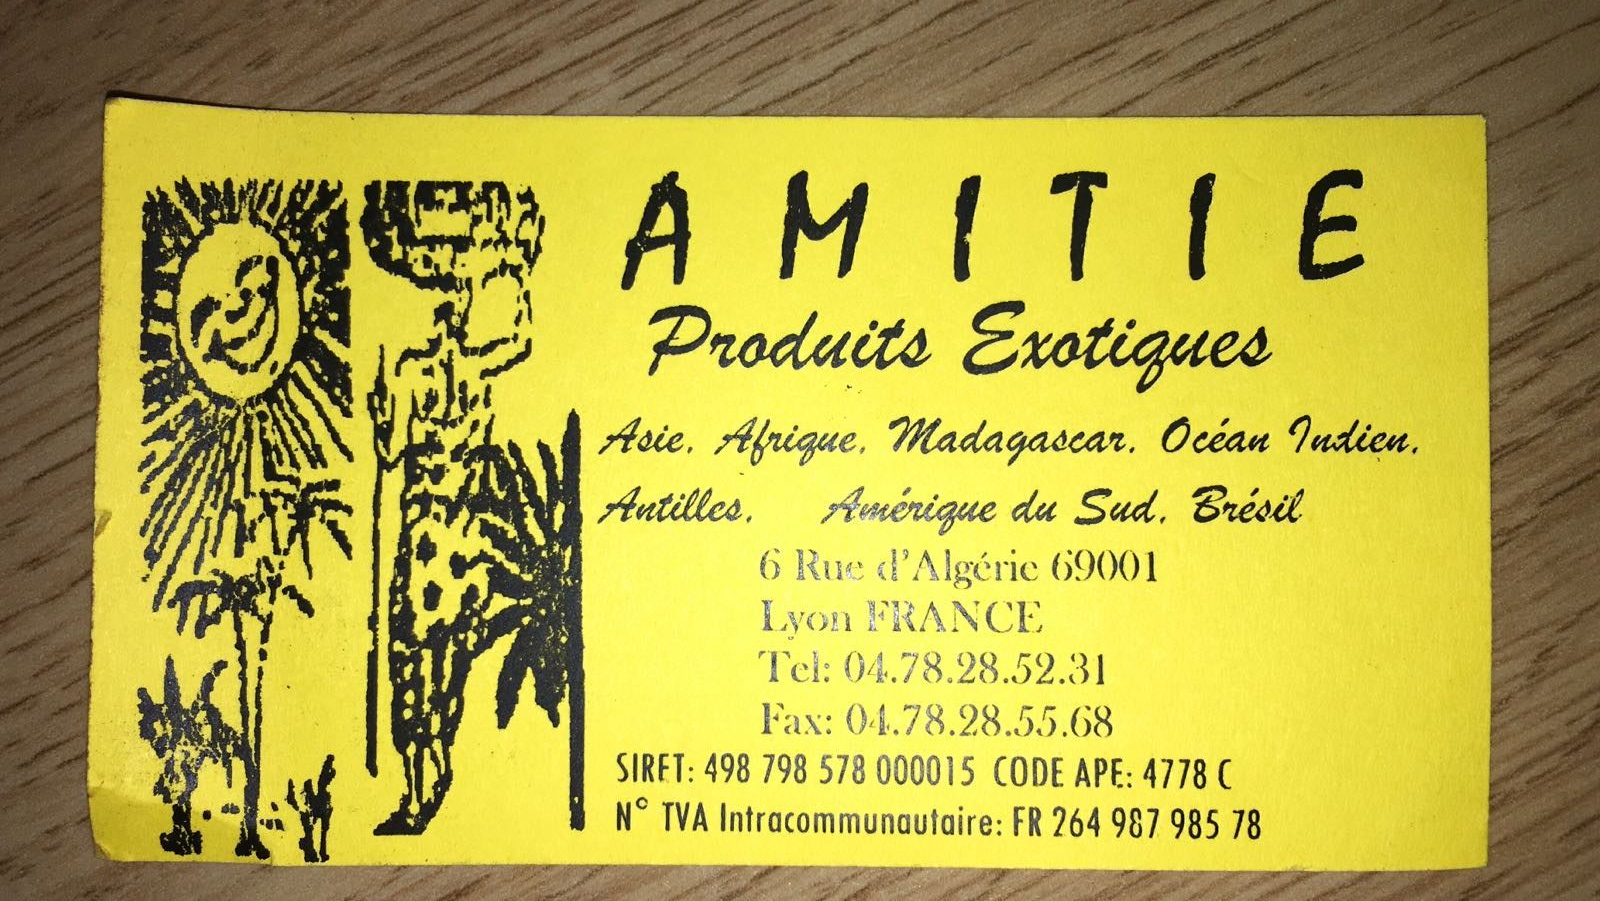 AMITIE
Produits Exotiques
Asie. Afrique. Madagascar. Océan Indien.
Antilles. Amérique du Sud. Brésil
6 Rue d'Algérie 69001
Lyon FRANCE
Tel: 04.78.28.52.31
Fax: 04.78.28.55.68
SIRET: 498 798 578 000015 CODE APE: 4778 C
N° TVA Intracommunautaire: FR 264 987 985 78